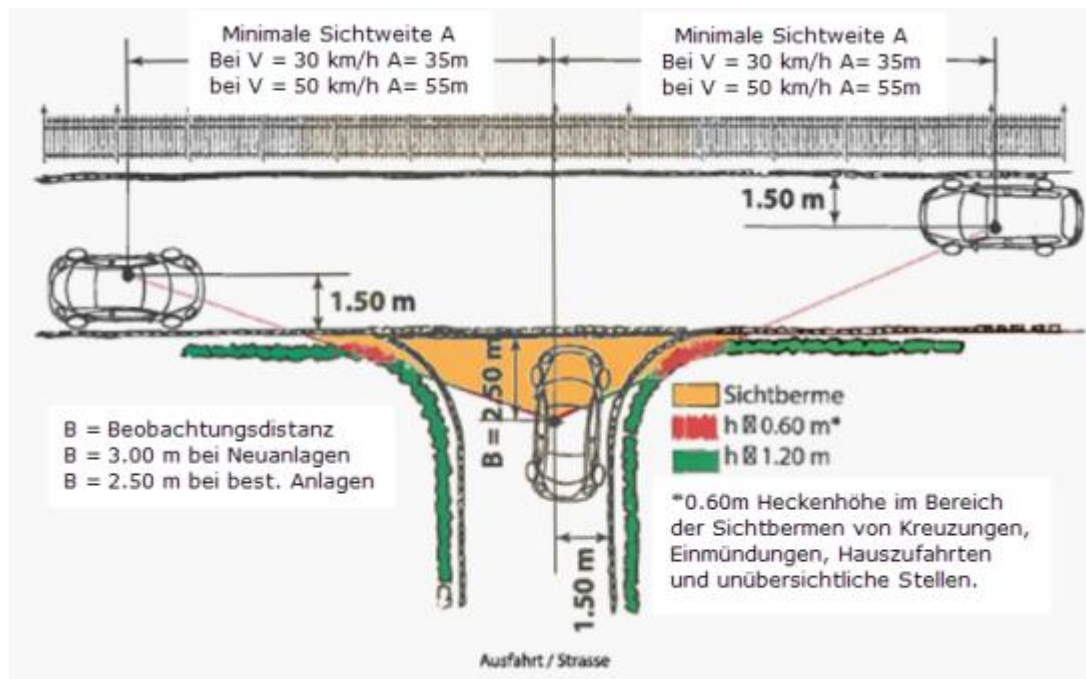 Minimale Sichtweite A
Bei V = 30 km/h A= 35m
bei V = 50 km/h A= 55m
Minimale Sichtweite A
Bei V = 30 km/h A= 35m
bei V = 50 km/h A= 55m
1.50 m
1.50 m
B = 2.50 m
B = Beobachtungsdistanz
B = 3.00 m bei Neuanlagen
B = 2.50 m bei best. Anlagen
Sichtberme
h 0.60 m*
h 1.20 m
*0.60m Heckenhöhe im Bereich
der Sichtbermen von Kreuzungen,
Einmündungen, Hauszufahrten
und unübersichtliche Stellen.
1.50 m
Ausfahrt / Strasse